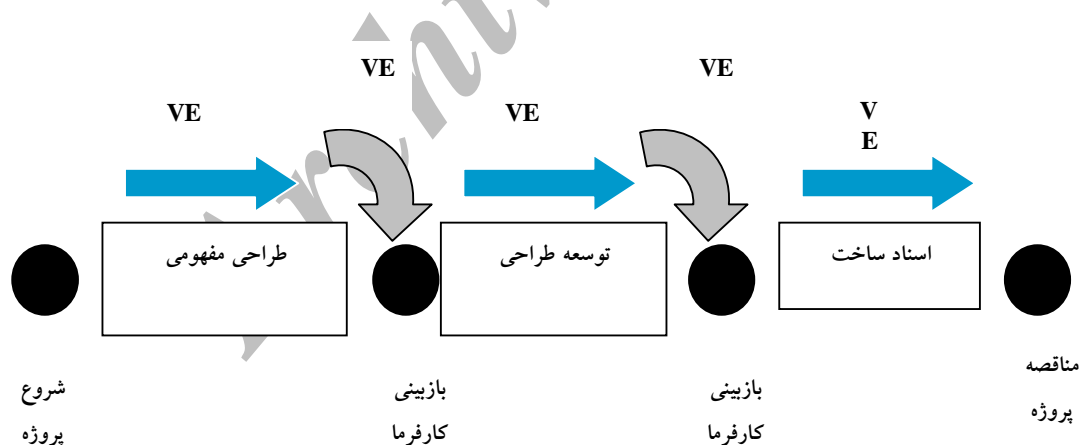 VE
VE
VE
VE
V
E
طراحی مفهومی
توسعه طراحی
اسناد ساخت
شروع
پروژه
بازبینی
کارفرما
بازبینی
کارفرما
مناقصه
پروژه